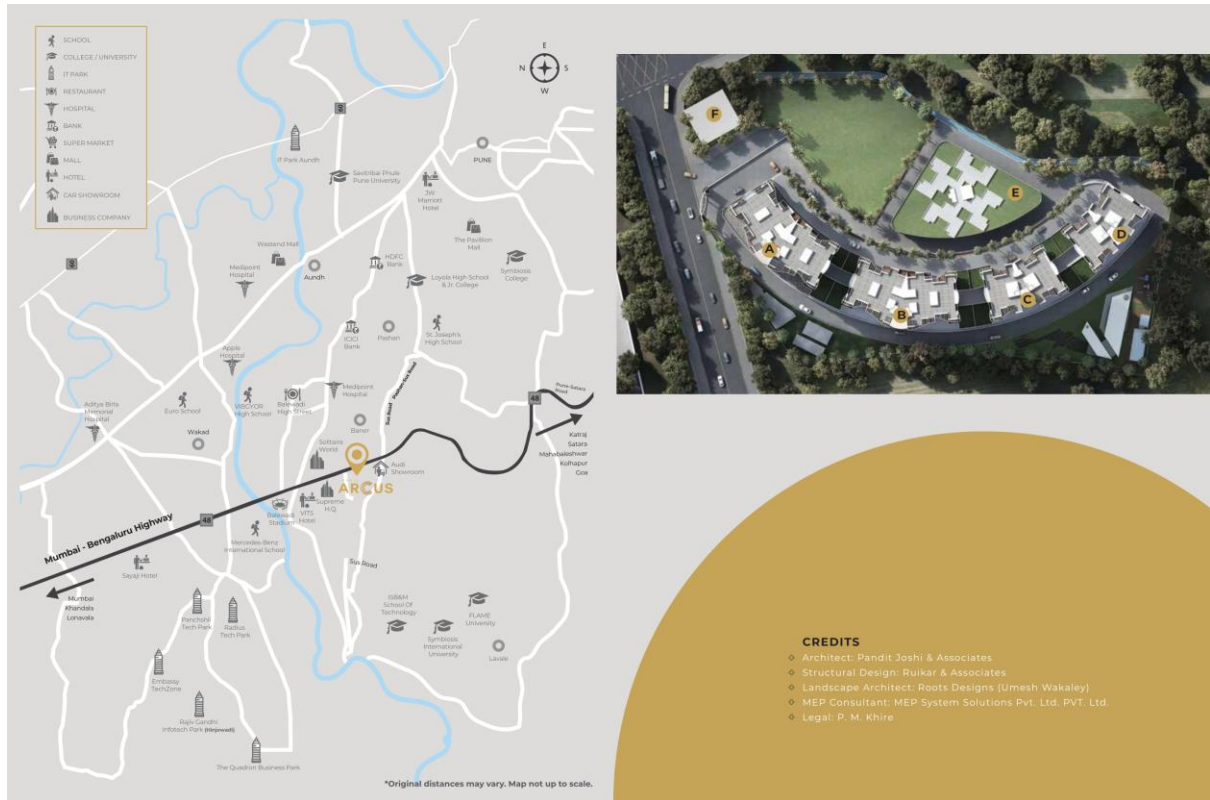 SCHOOL
COLLEGE / UNIVERSITY
IT PARK
RESTAURANT
HOSPITAL
BANK
SUPER MARKET
MALL
HOTEL
CAR SHOWROOM
BUSINESS COMPANY
E
N
S
W
IT Park Aundh
Savitribai Phule
Pune University
PUNE
JW
Marriott
Hotel
The Pavillion
Mall
Symbiosis
College
Westend Mall
Medipoint
Hospital
Aundh
HDFC
Bank
Loyola High School
& Jr. College
ICICI
Bank
Pashan
St. Joseph's
High School
Apple
Hospital
Aditya Birla
Memorial
Hospital
Euro School
VIBGYOR
High School
Balewadi
High Street
Medipoint
Hospital
Sus Road
Pashan-Sus Road
48
Pune-Satara
Road
Wakad
Baner
Solitaire
World
Audi
Showroom
ARCUS
Katraj
Satara
Mahabaleshwar
Kolhapur
Goa
Supreme
H.Q.
VITS
Hotel
Balewadi
Stadium
48
Mumbai - Bengaluru Highway
Mercedes-Benz
International School
Sayaji Hotel
Mumbai
Khandala
Lonavala
Sus Road
Panchshil
Tech Park
Radius
Tech Park
ISB&M
School Of
Technology
FLAME
University
Symbiosis
International
University
Lavale
Embassy
TechZone
Rajiv Gandhi
Infotech Park (Hinjewadi)
The Quadron Business Park
*Original distances may vary. Map not up to scale.
F
E
A
D
B
C
CREDITS
Architect: Pandit Joshi & Associates
Structural Design: Ruikar & Associates
Landscape Architect: Roots Designs (Umesh Wakaley)
MEP Consultant: MEP System Solutions Pvt. Ltd. PVT. Ltd.
Legal: P. M. Khire